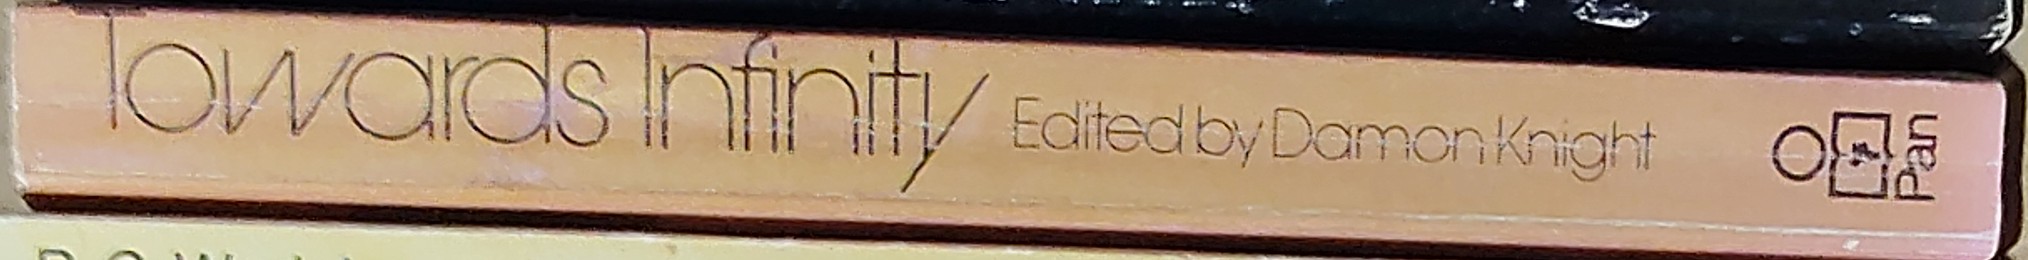 Towards Infinity Edited by Damon Knight Pan